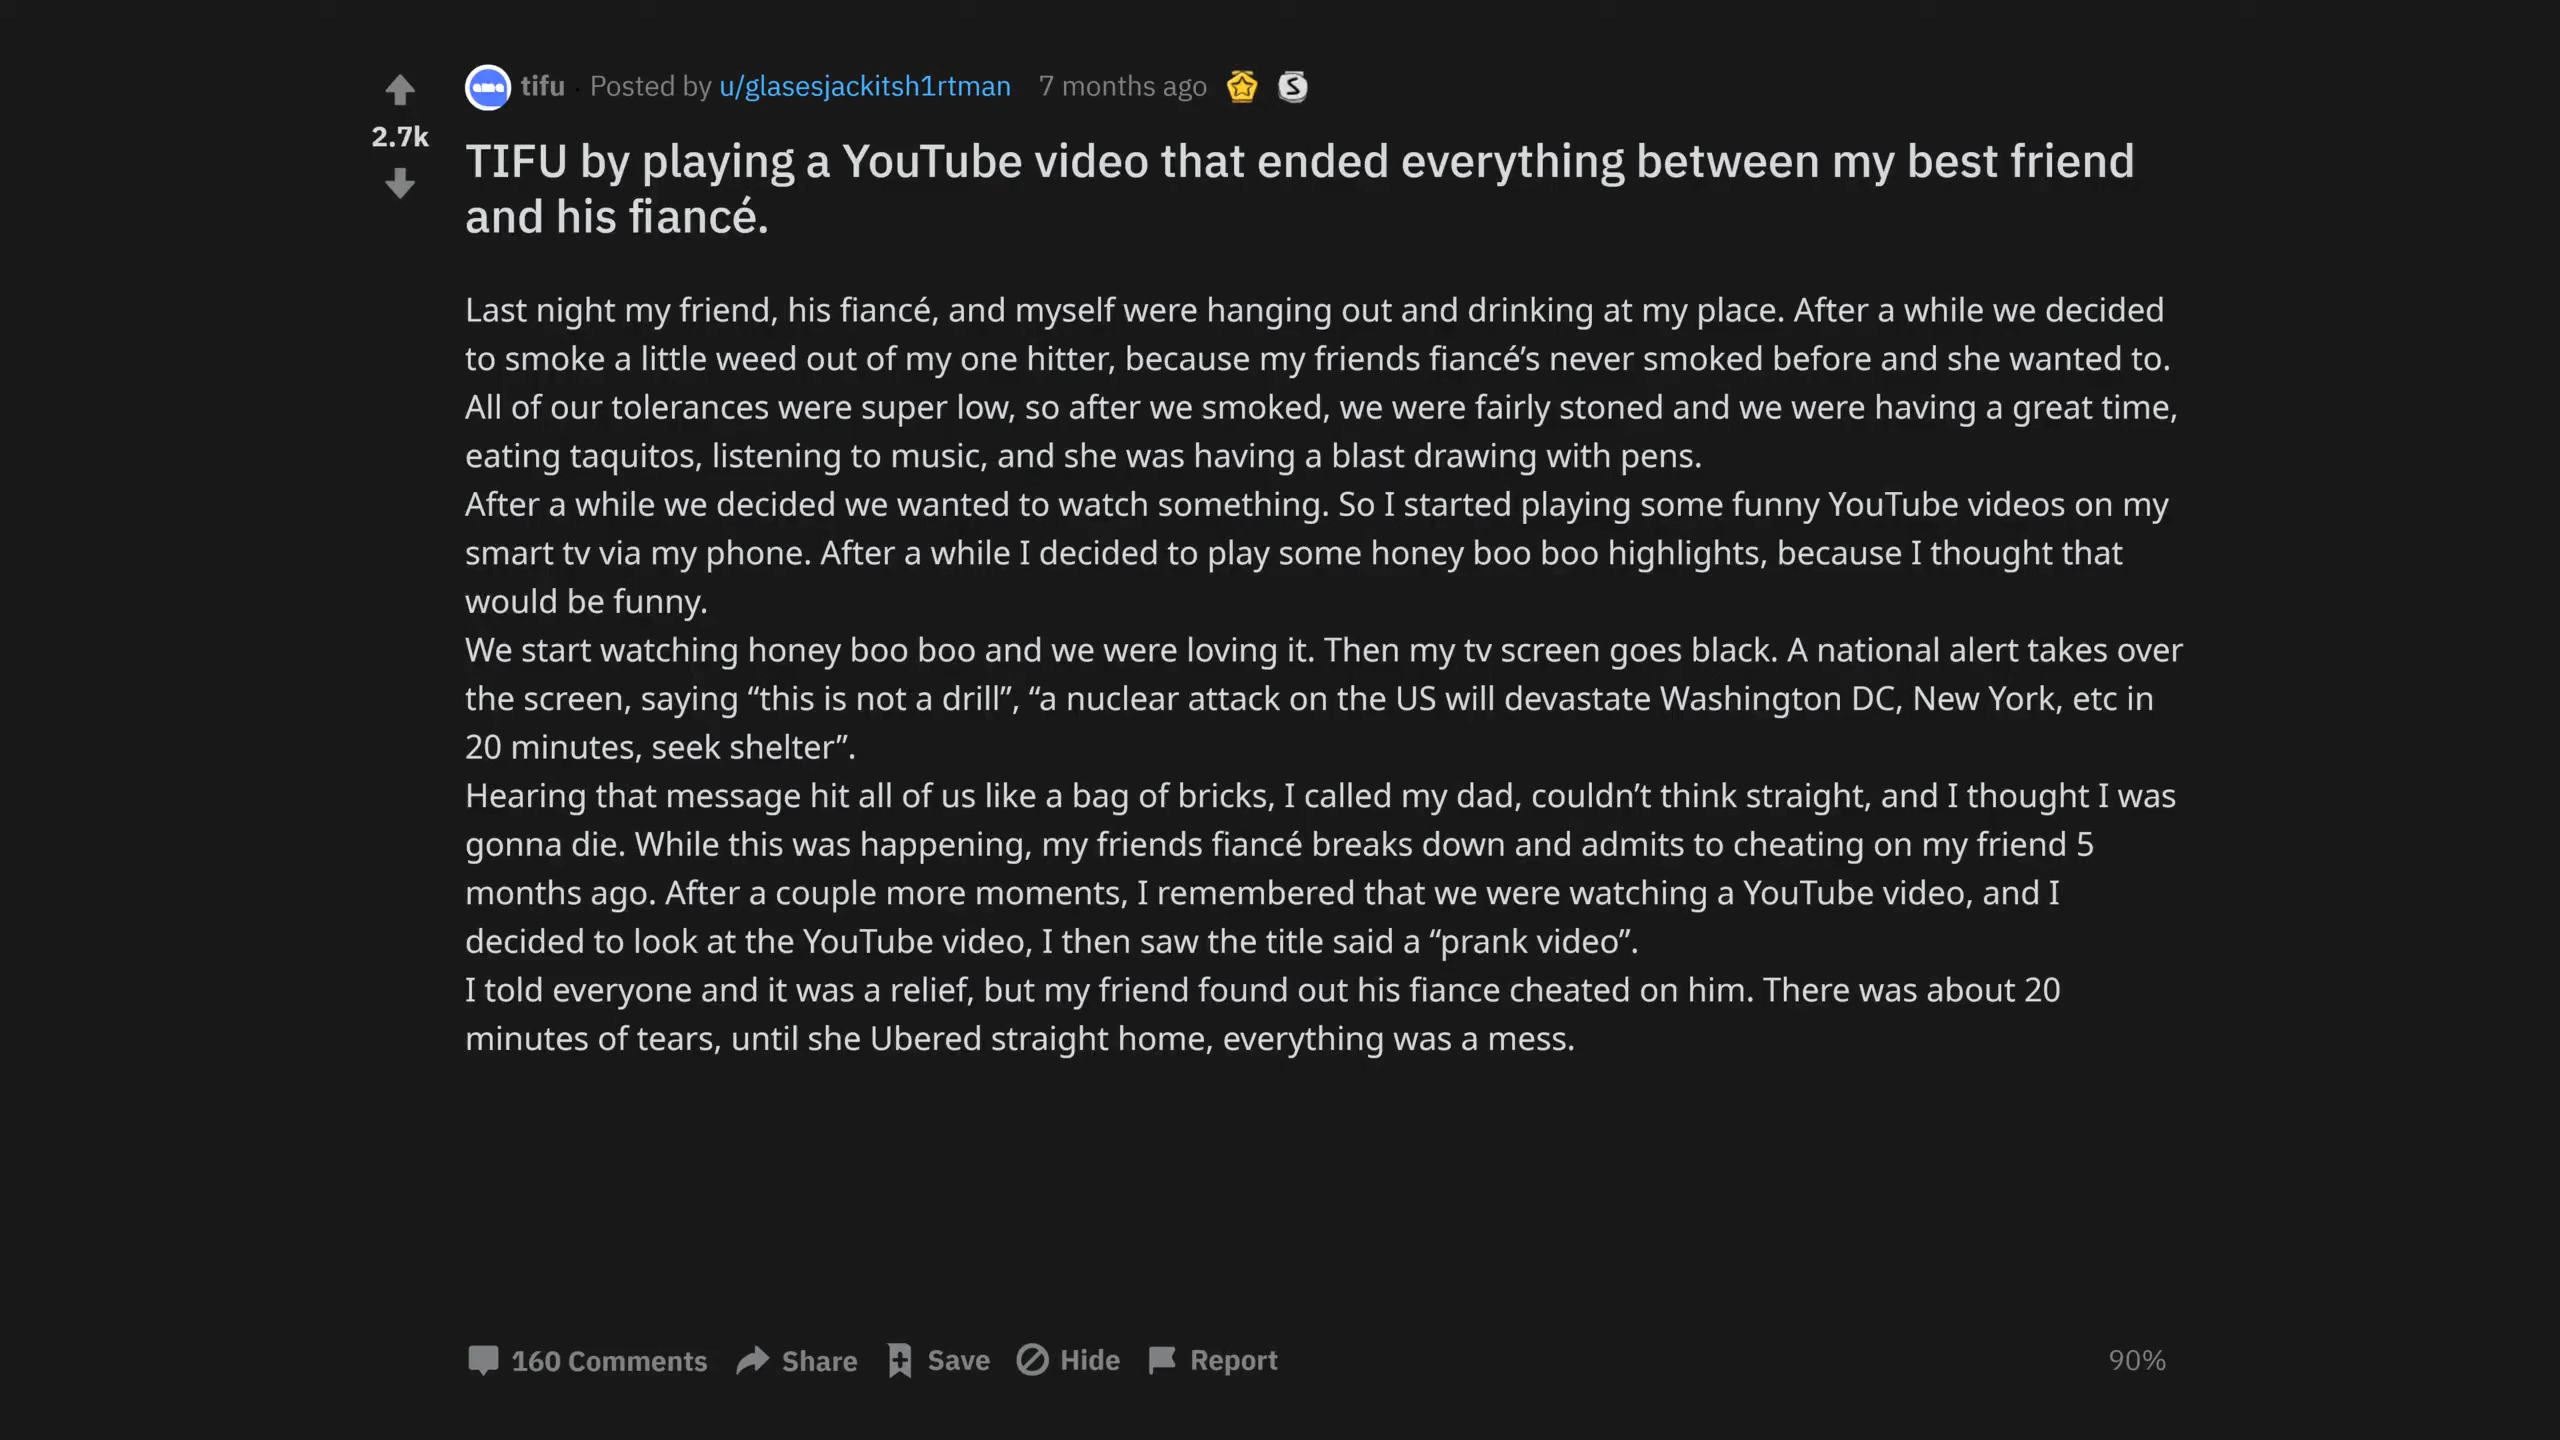 tifu · Posted by u/glasesjackitsh1rtman 7 months ago
2.7k
TIFU by playing a YouTube video that ended everything between my best friend
and his fiancé.
Last night my friend, his fiancé, and myself were hanging out and drinking at my place. After a while we decided
to smoke a little weed out of my one hitter, because my friends fiancé’s never smoked before and she wanted to.
All of our tolerances were super low, so after we smoked, we were fairly stoned and we were having a great time,
eating taquitos, listening to music, and she was having a blast drawing with pens.
After a while we decided we wanted to watch something. So I started playing some funny YouTube videos on my
smart tv via my phone. After a while I decided to play some honey boo boo highlights, because I thought that
would be funny.
We start watching honey boo boo and we were loving it. Then my tv screen goes black. A national alert takes over
the screen, saying “this is not a drill”, “a nuclear attack on the US will devastate Washington DC, New York, etc in
20 minutes, seek shelter”.
Hearing that message hit all of us like a bag of bricks, I called my dad, couldn’t think straight, and I thought I was
gonna die. While this was happening, my friends fiancé breaks down and admits to cheating on my friend 5
months ago. After a couple more moments, I remembered that we were watching a YouTube video, and I
decided to look at the YouTube video, I then saw the title said a “prank video”.
I told everyone and it was a relief, but my friend found out his fiance cheated on him. There was about 20
minutes of tears, until she Ubered straight home, everything was a mess.
160 Comments Share Save Hide Report 90%